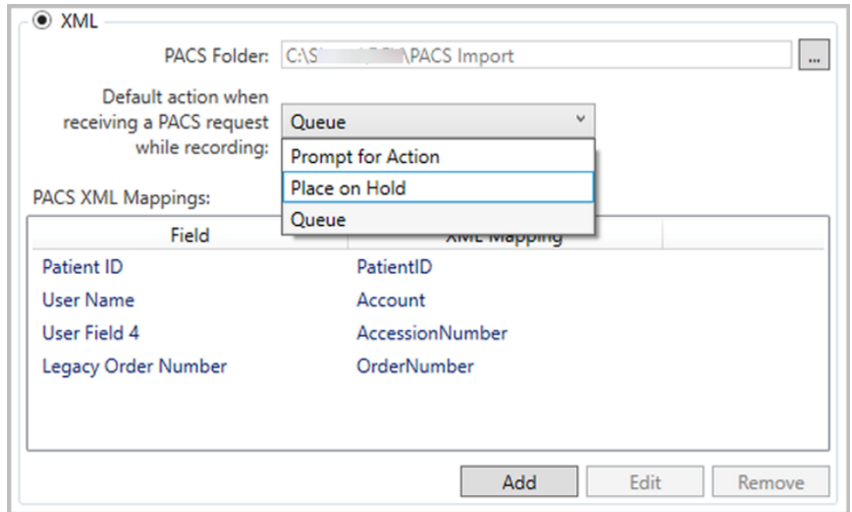 XML
PACS Folder: C:\S \PACS Import ...
Default action when
receiving a PACS request
while recording:
Queue
Prompt for Action
Place on Hold
Queue
PACS XML Mappings:
Field XML Mapping
Patient ID PatientID
User Name Account
User Field 4 AccessionNumber
Legacy Order Number OrderNumber
Add Edit Remove